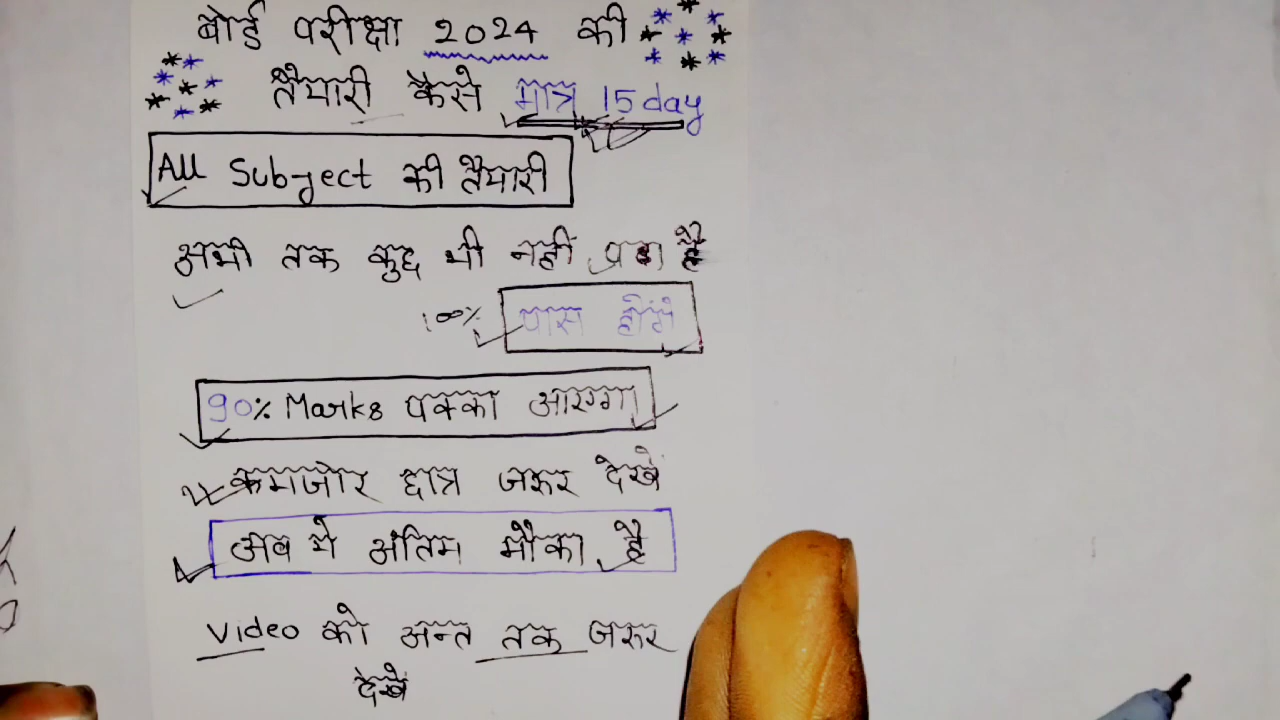 बोर्ड परीक्षा 2024 की
तैयारी कैसे मात्र 15 day
All Subject की तैयारी
अभी तक कुछ भी नही है
100% पास होगें
90% Marks पक्का आएगा
कमजोर छात्र जरूर देखे
अब ये अंतिम मौका है
Video को अन्त तक जरूर
देखें